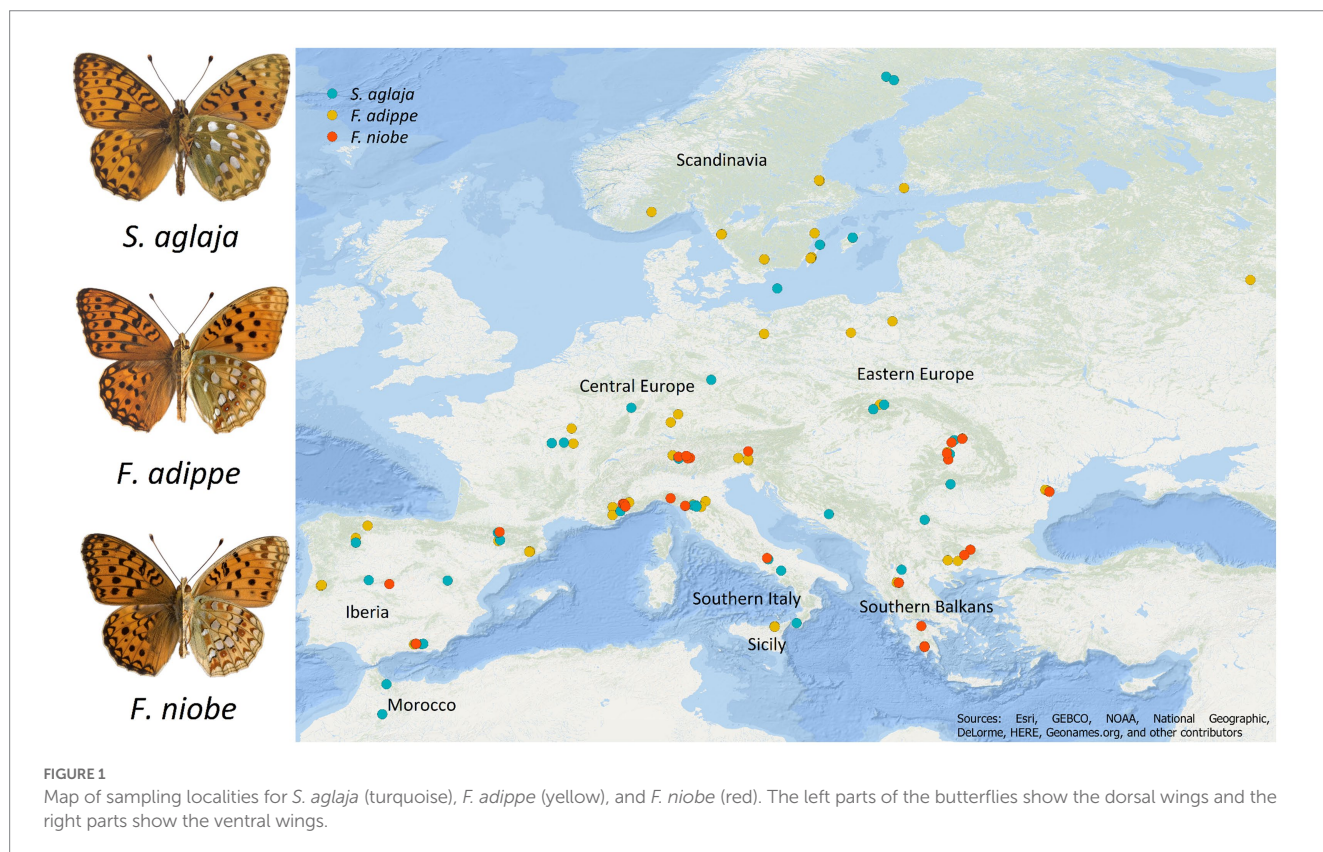 S. aglaja
F. adippe
F. niobe
S. aglaja
F. adippe
F. niobe
Scandinavia
Central Europe
Eastern Europe
Iberia
Southern Italy
Southern Balkans
Sicily
Morocco
Sources: Esri, GEBCO, NOAA, National Geographic,
DeLorme, HERE, Geonames.org, and other contributors
FIGURE 1
Map of sampling localities for S. aglaja (turquoise), F. adippe (yellow), and F. niobe (red). The left parts of the butterflies show the dorsal wings and the
right parts show the ventral wings.